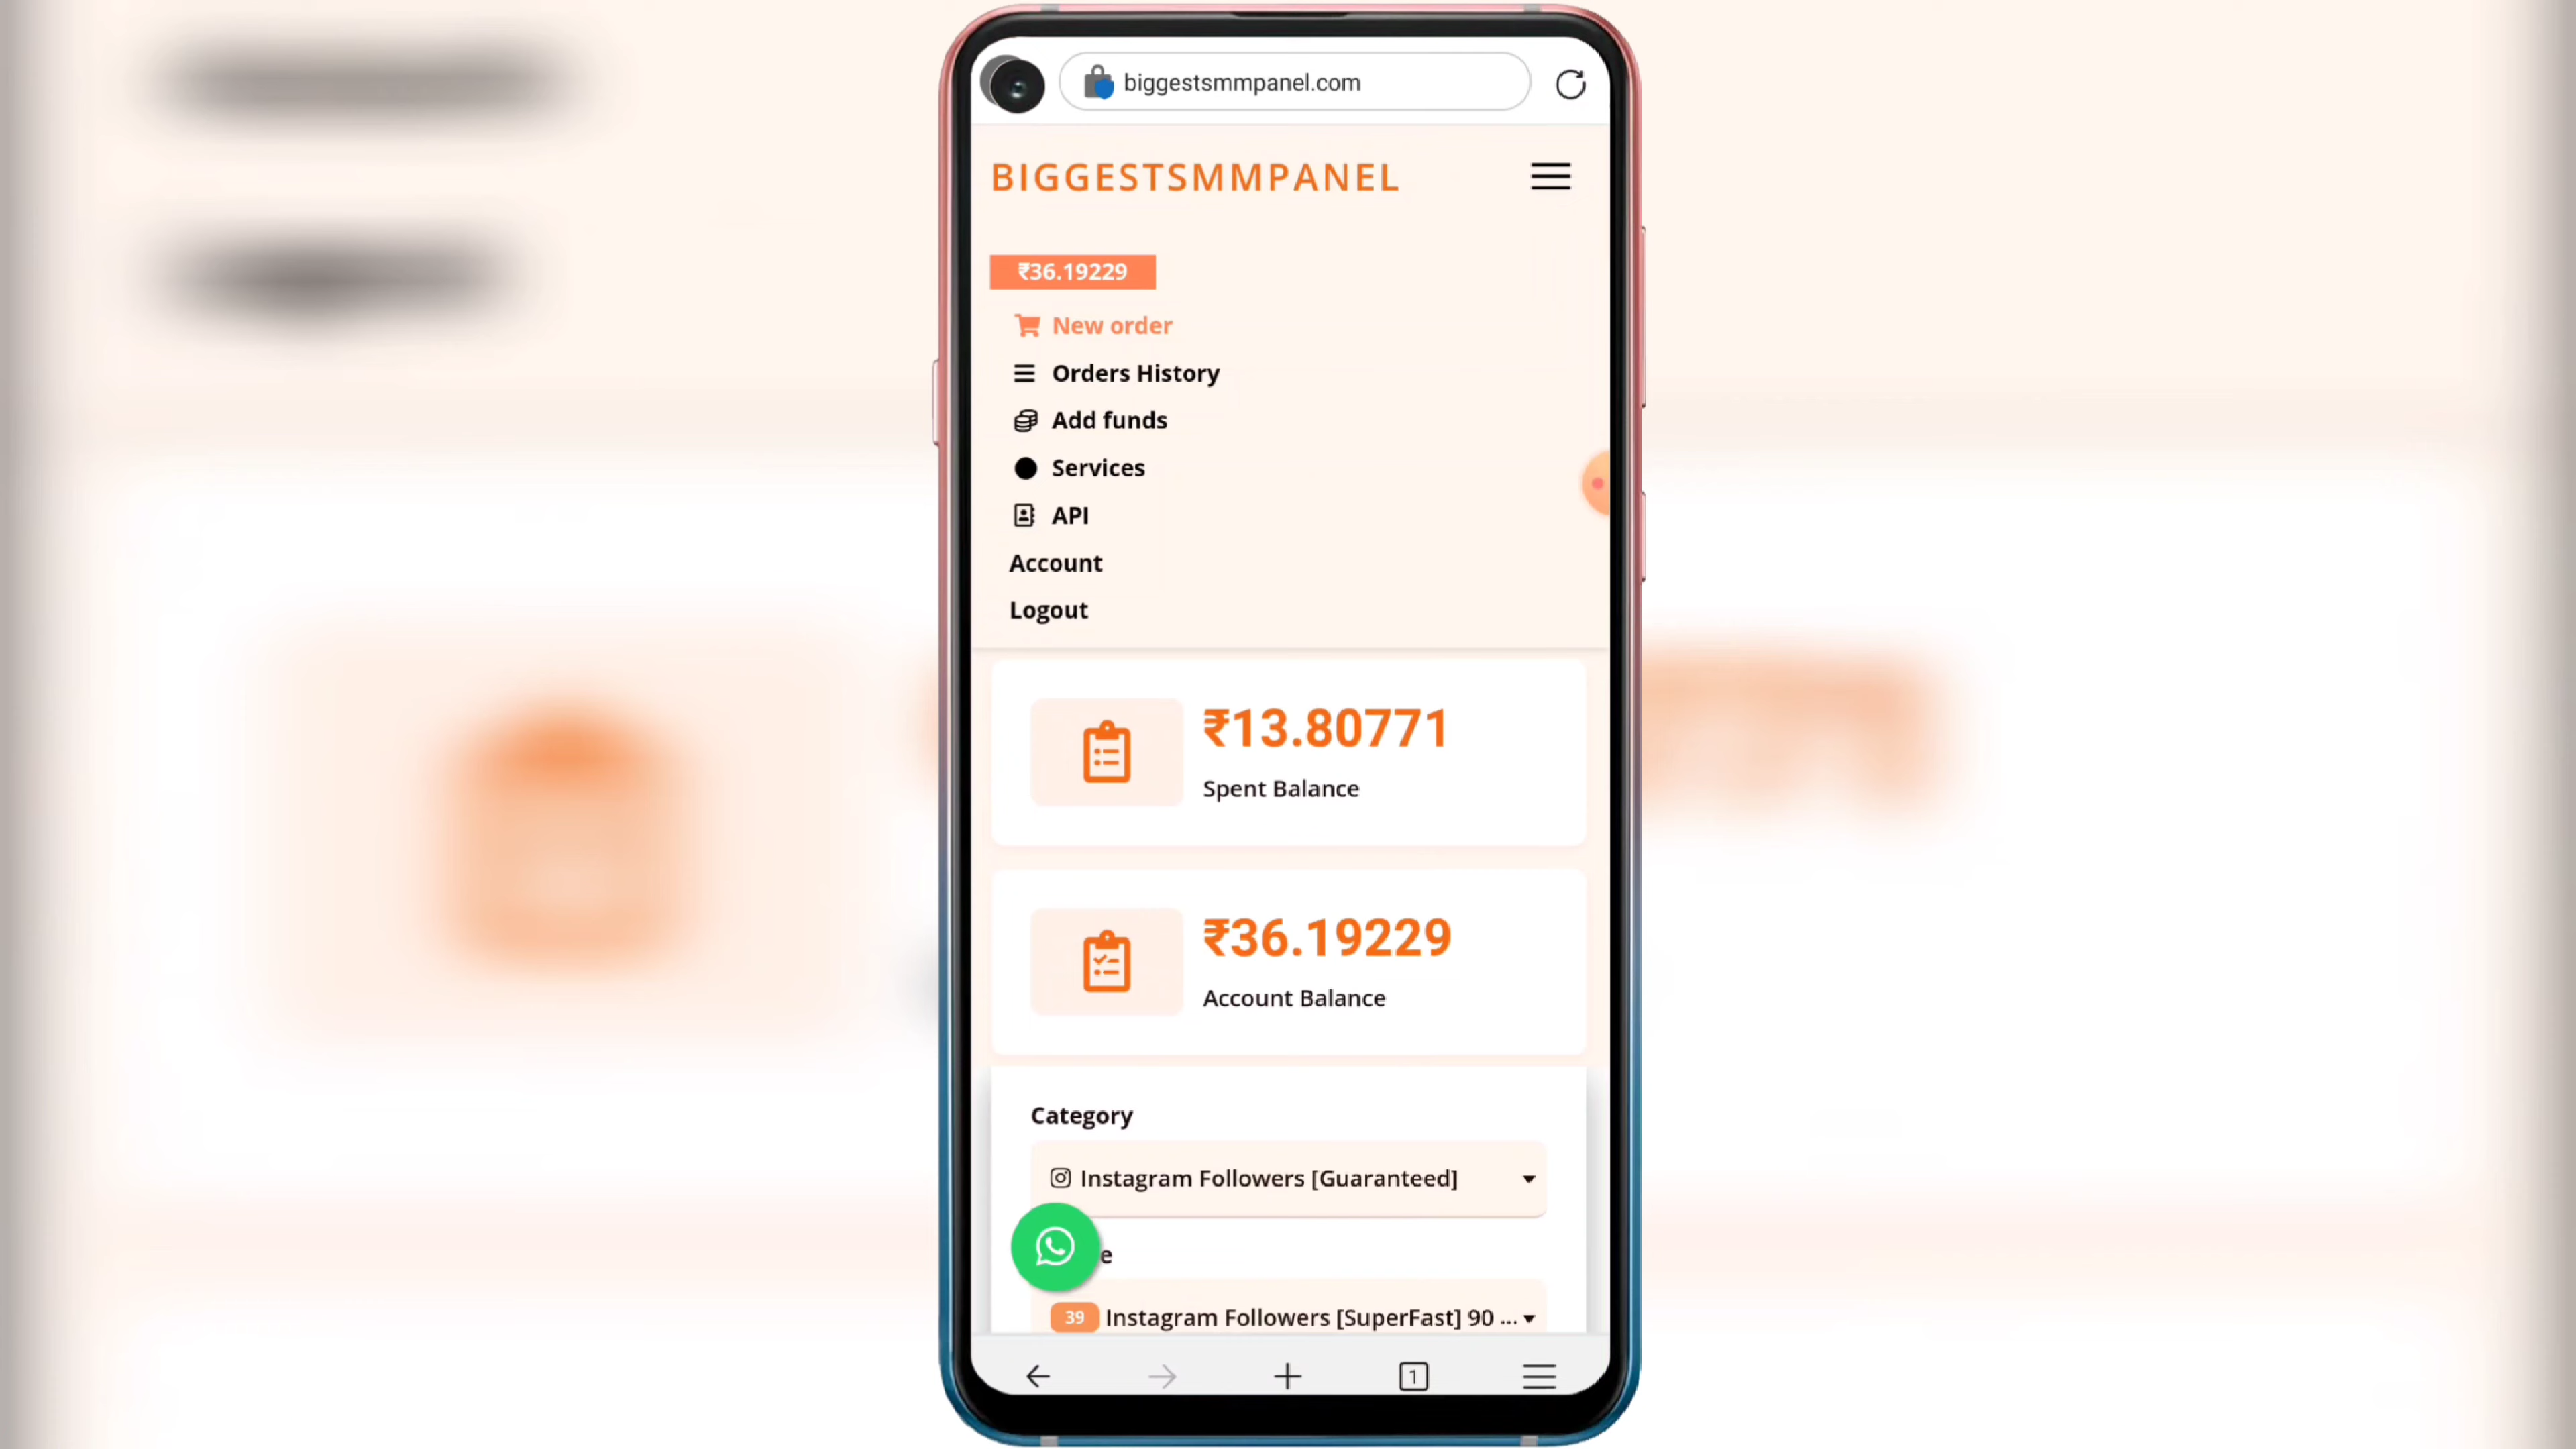 biggestsmmpanel.com
BIGGESTSMMPANEL
₹36.19229
New order
Orders History
Add funds
Services
API
Account
Logout
₹13.80771
Spent Balance
₹36.19229
Account Balance
Category
Instagram Followers [Guaranteed]
e
39 Instagram Followers [SuperFast] 90 ...
1